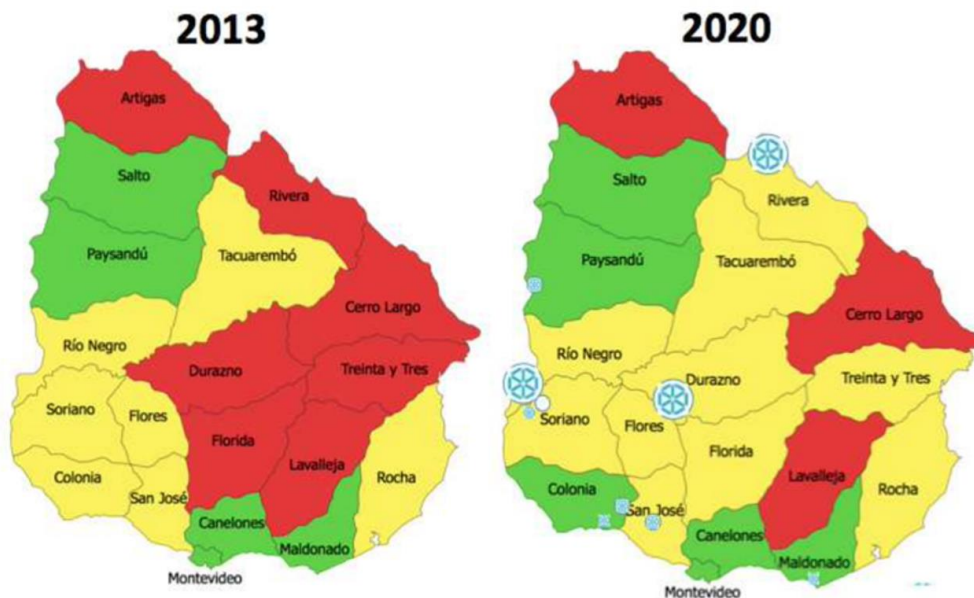 2013
Artigas
Salto
Rivera
Paysandú
Tacuarembó
Cerro Largo
Río Negro
Durazno
Treinta y Tres
Soriano
Flores
Florida
Lavalleja
Colonia
San José
Rocha
Canelones
Maldonado
Montevideo
2020
Artigas
Salto
Rivera
Paysandú
Tacuarembó
Cerro Largo
Río Negro
Durazno
Treinta y Tres
Soriano
Flores
Florida
Lavalleja
Colonia
San José
Rocha
Canelones
Maldonado
Montevideo